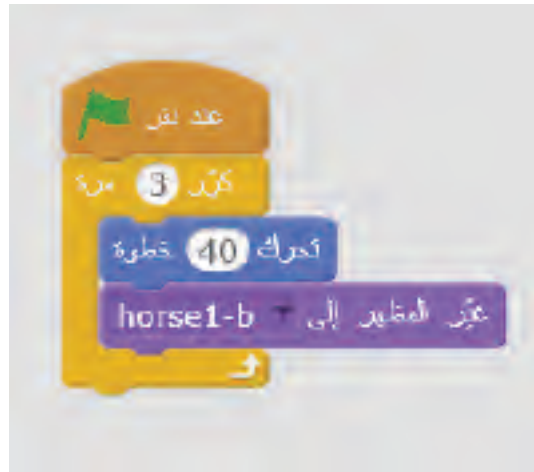 عند نقر
كرّر 3 مرة
تحرك 40 خطوة
غيّر المظهر إلى horse1-b